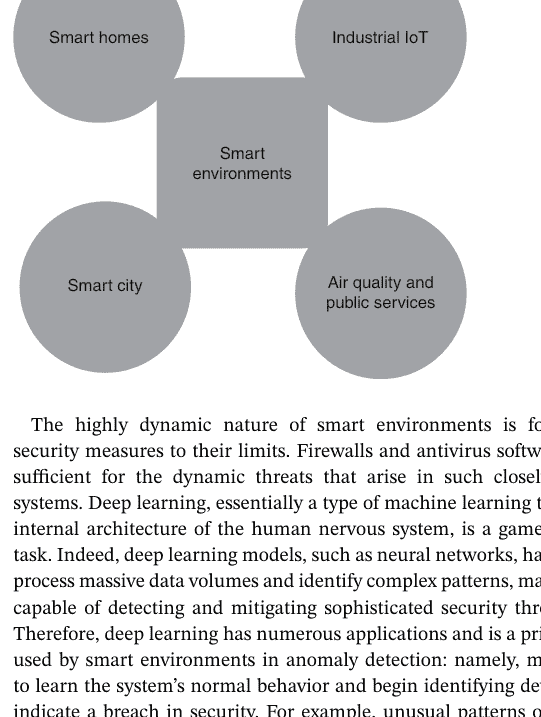 Smart homes
Industrial IoT
Smart
environments
Smart city
Air quality and
public services
The highly dynamic nature of smart environments is fo
security measures to their limits. Firewalls and antivirus softw
sufficient for the dynamic threats that arise in such closel
systems. Deep learning, essentially a type of machine learning t
internal architecture of the human nervous system, is a game
task. Indeed, deep learning models, such as neural networks, ha
process massive data volumes and identify complex patterns, ma
capable of detecting and mitigating sophisticated security thr
Therefore, deep learning has numerous applications and is a pri
used by smart environments in anomaly detection: namely, m
to learn the system's normal behavior and begin identifying de
indicate a breach in security. For example, unusual patterns o